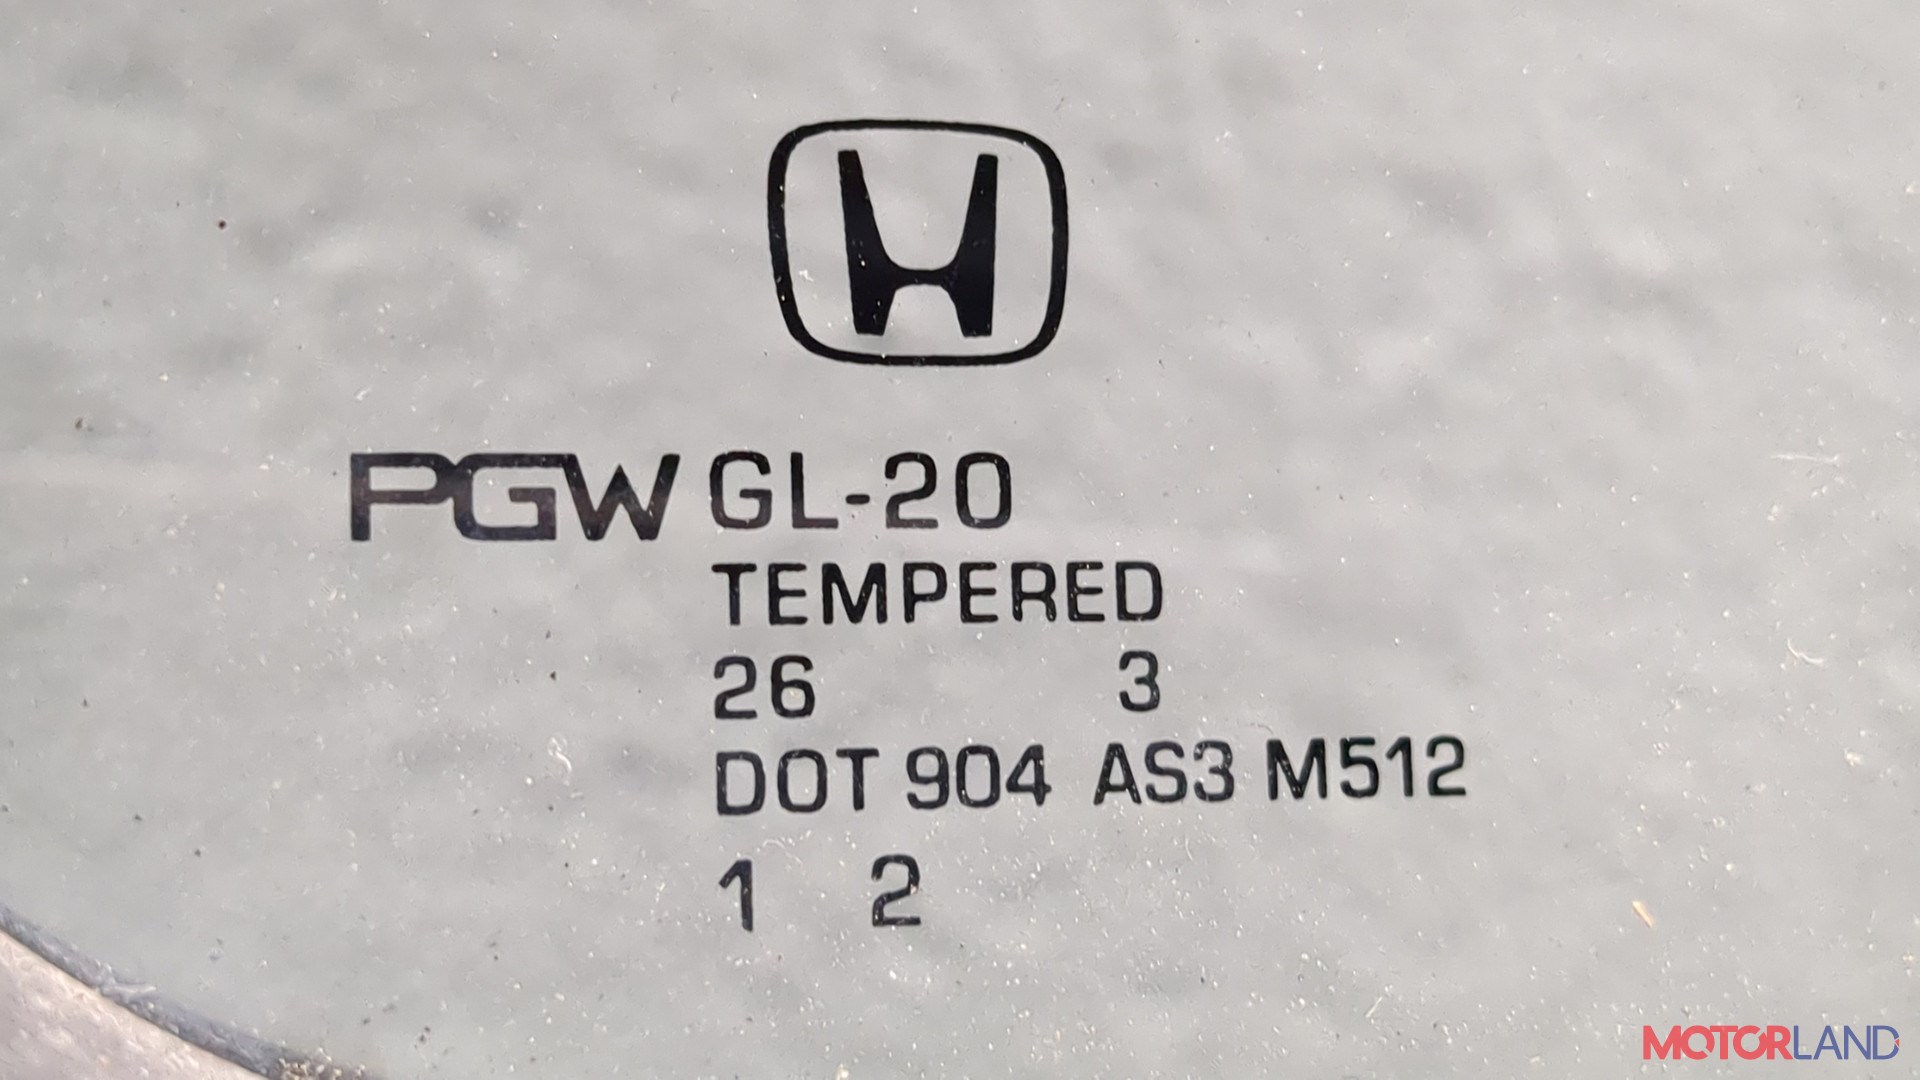 PGW GL-20
TEMPERED
26 3
DOT 904 AS3 M512
1 2
MOTORLAND